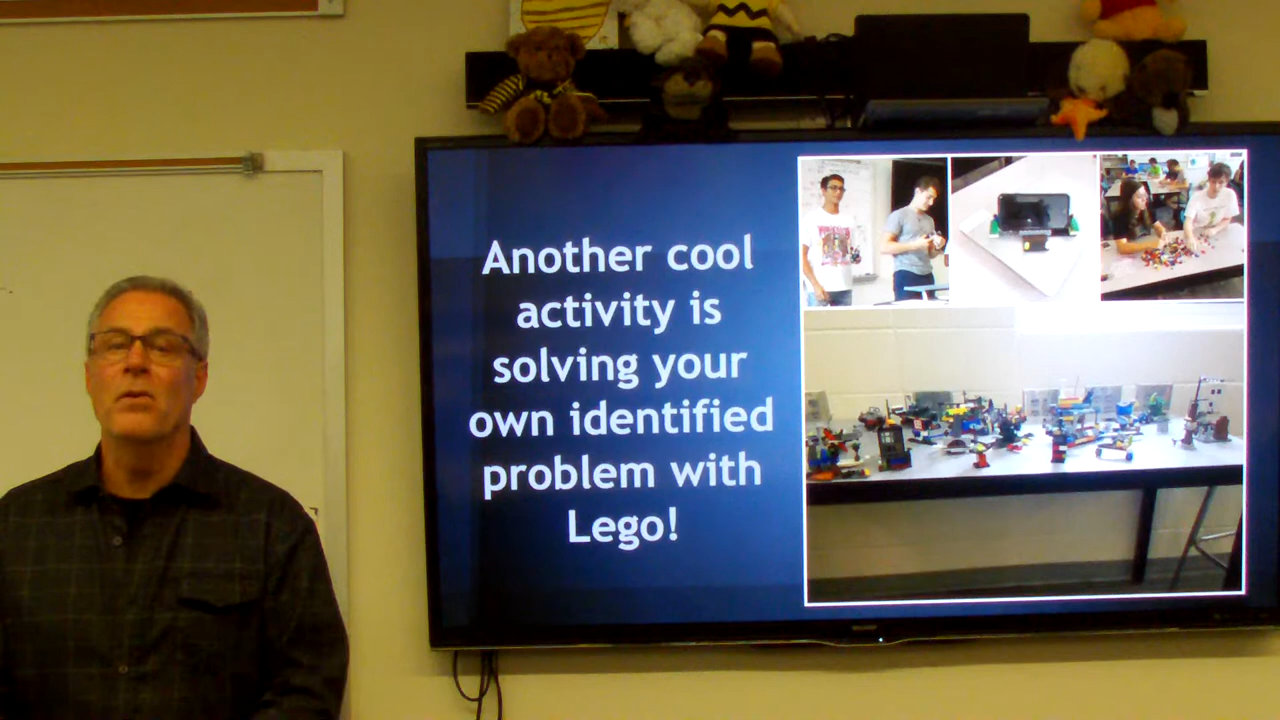 Another cool
activity is
solving your
own identified
problem with
Lego!